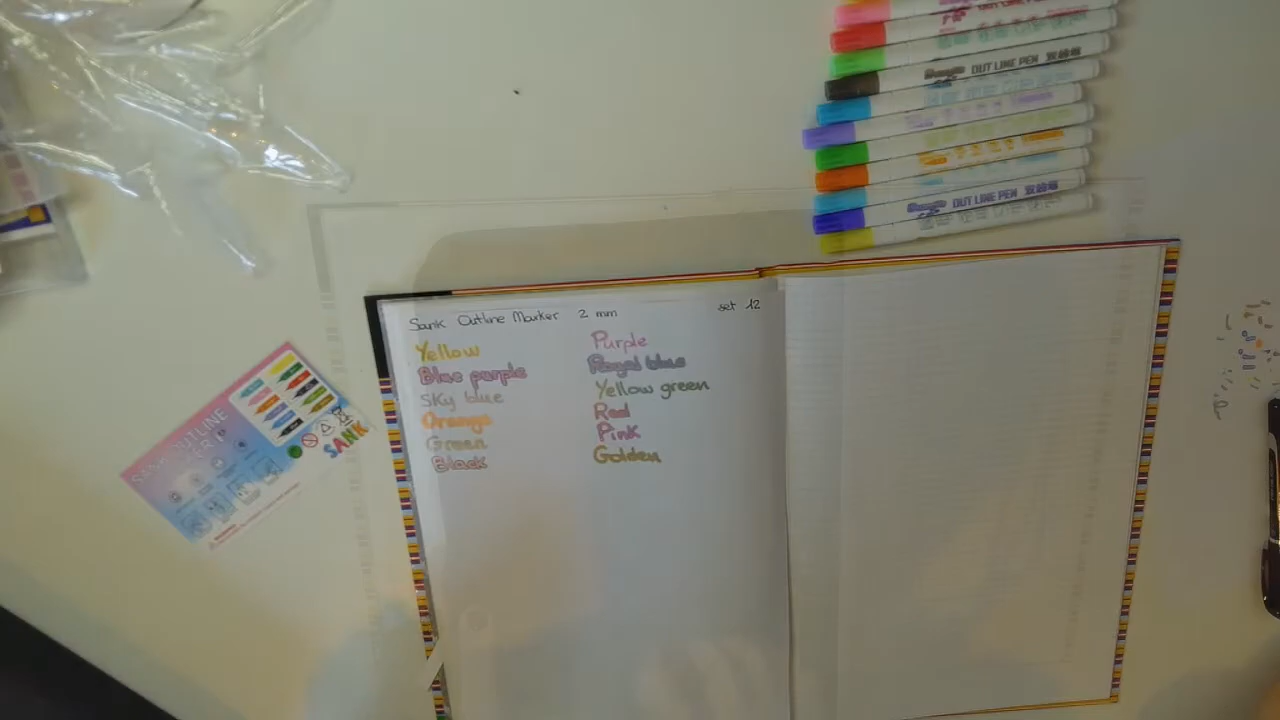 OUT LINE PEN
OUT LINE PEN
Sank Outline Marker 2 mm set 12
Yellow
Blue purple
Sky blue
Orange
Green
Black
Purple
Royal blue
Yellow green
Red
Pink
Golden
OUTLINE
SANK